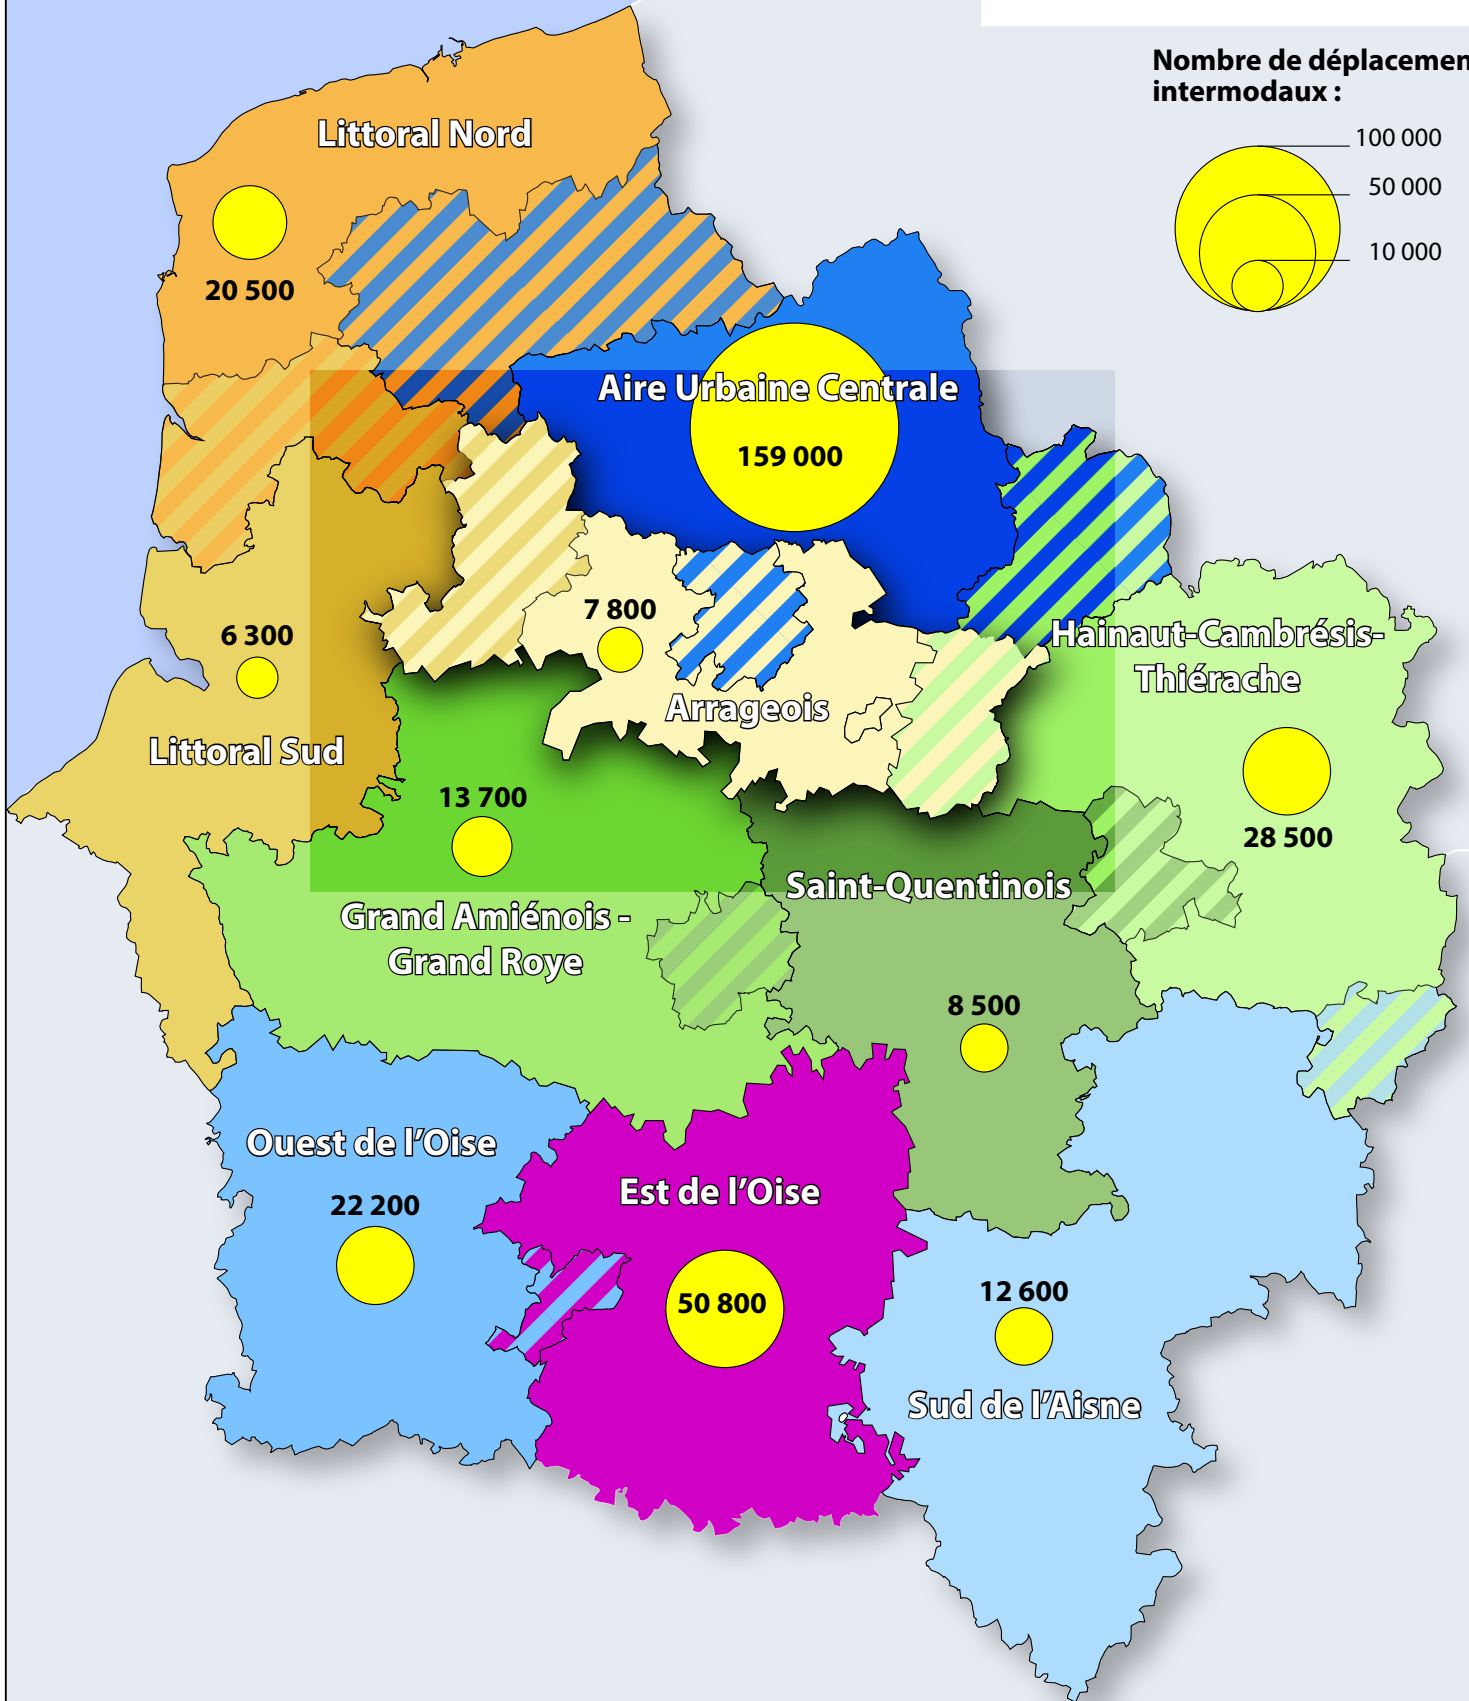 Nombre de déplacemen
intermodaux :
100 000
50 000
10 000
Littoral Nord
20 500
Aire Urbaine Centrale
159 000
7 800
6 300
Hainaut-Cambrésis-
Thiérache
Arrageois
Littoral Sud
13 700
28 500
Saint-Quentinois
Grand Amiénois -
Grand Roye
8 500
Ouest de l'Oise
22 200
Est de l'Oise
50 800
12 600
Sud de l'Aisne